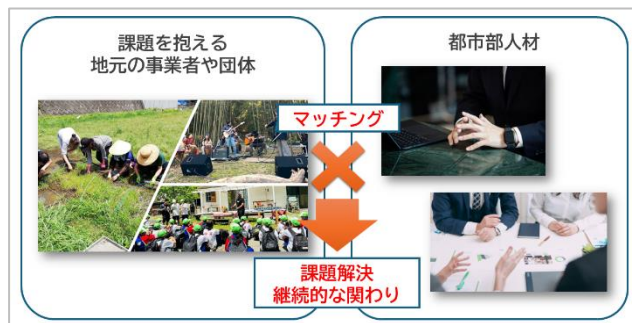 課題を抱える
地元の事業者や団体
都市部人材
マッチング
課題解決
継続的な関わり